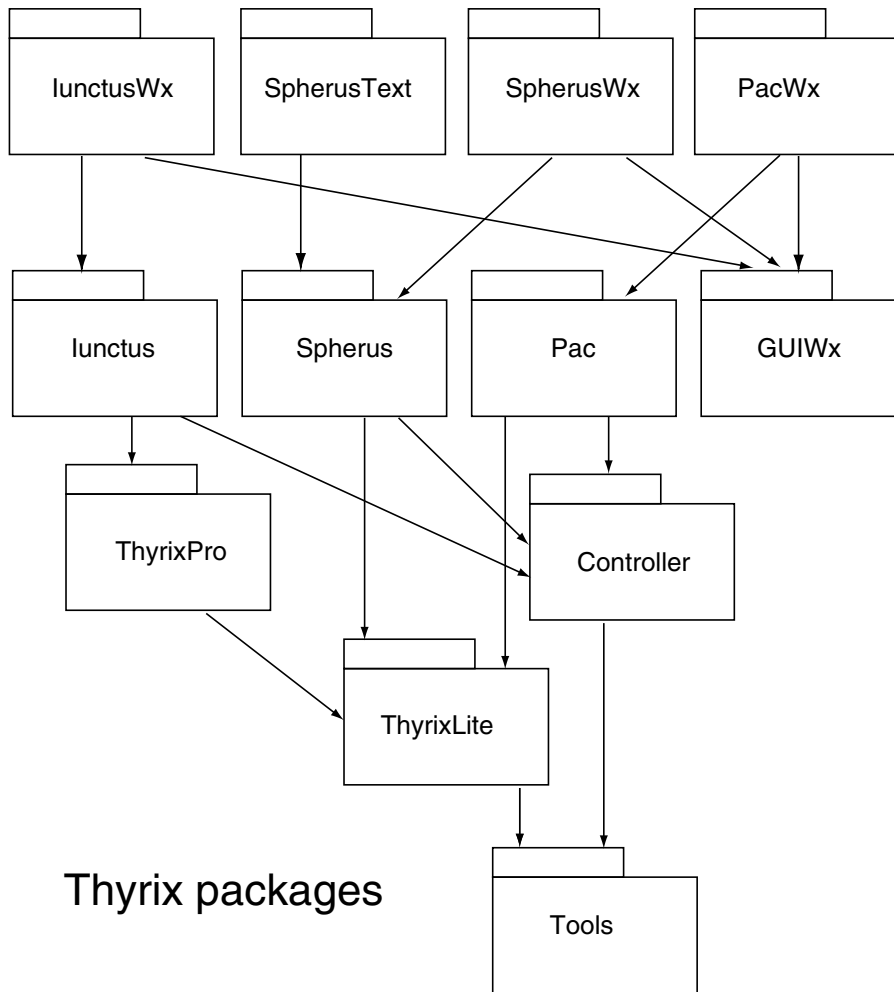 IunctusWx
SpherusText
SpherusWx
PacWx
Iunctus
Spherus
Pac
GUIWx
ThyrixPro
Controller
ThyrixLite
Thyrix packages
Tools